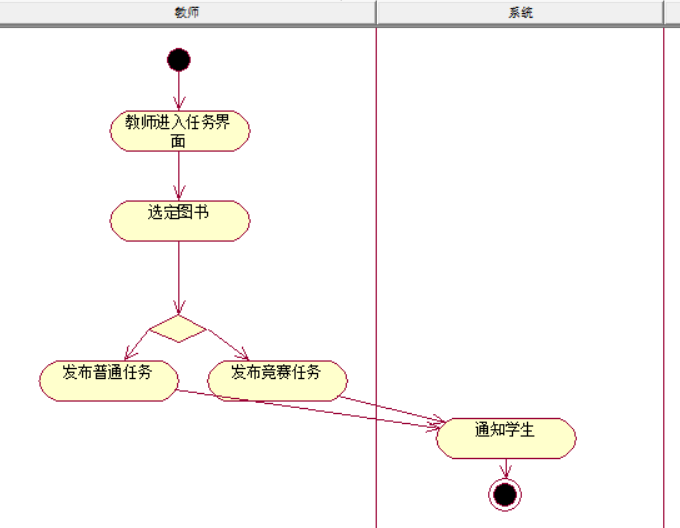 教师
系统
教师进入任务界
面
选定图书
发布普通任务
发布竞赛任务
通知学生